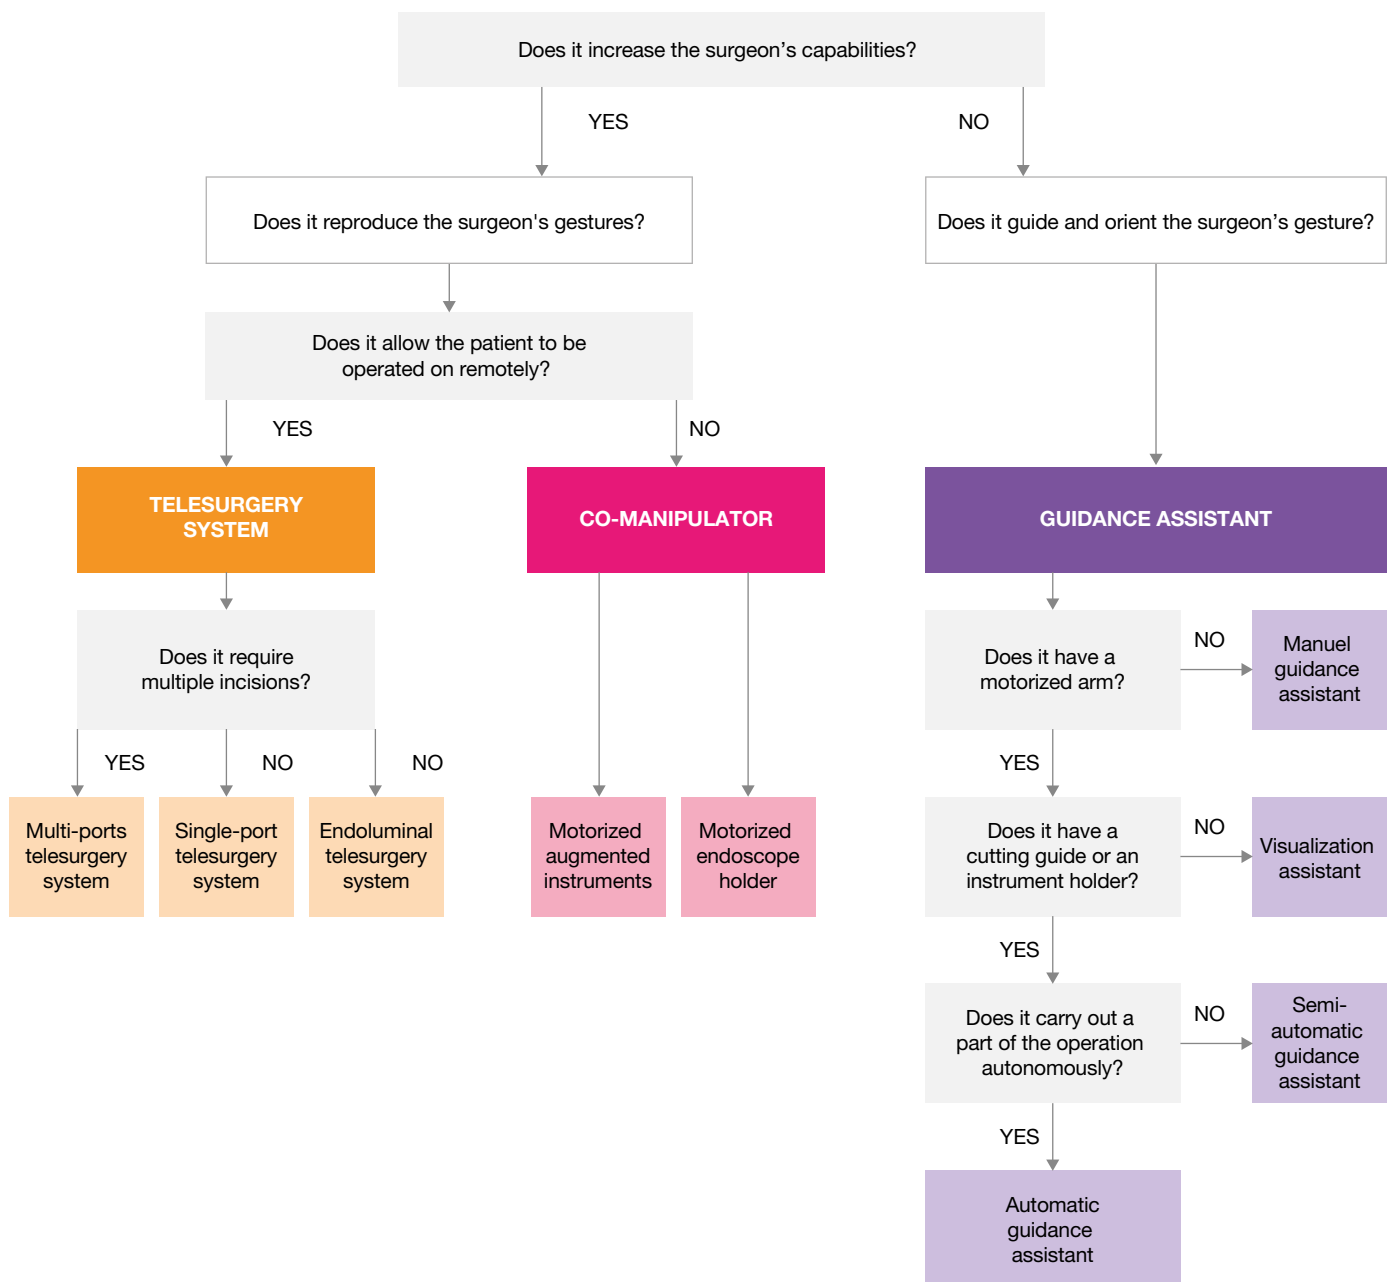 Does it increase the surgeon’s capabilities?
YES
NO
Does it reproduce the surgeon's gestures?
Does it guide and orient the surgeon’s gesture?
Does it allow the patient to be
operated on remotely?
YES
NO
TELESURGERY
SYSTEM
CO-MANIPULATOR
GUIDANCE ASSISTANT
Does it require
multiple incisions?
YES
NO
NO
Multi-ports
telesurgery
system
Single-port
telesurgery
system
Endoluminal
telesurgery
system
Motorized
augmented
instruments
Motorized
endoscope
holder
Does it have a
motorized arm?
NO
Manuel
guidance
assistant
YES
Does it have a
cutting guide or an
instrument holder?
NO
Visualization
assistant
YES
Does it carry out a
part of the operation
autonomously?
NO
Semi-
automatic
guidance
assistant
YES
Automatic
guidance
assistant